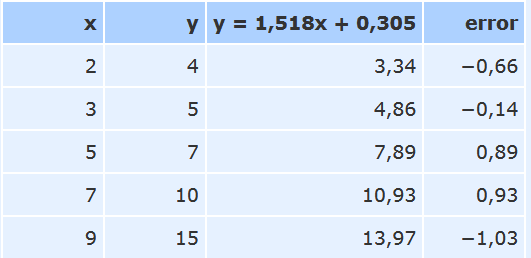 x y y = 1,518x + 0,305 error
2 4 3,34 −0,66
3 5 4,86 −0,14
5 7 7,89 0,89
7 10 10,93 0,93
9 15 13,97 −1,03